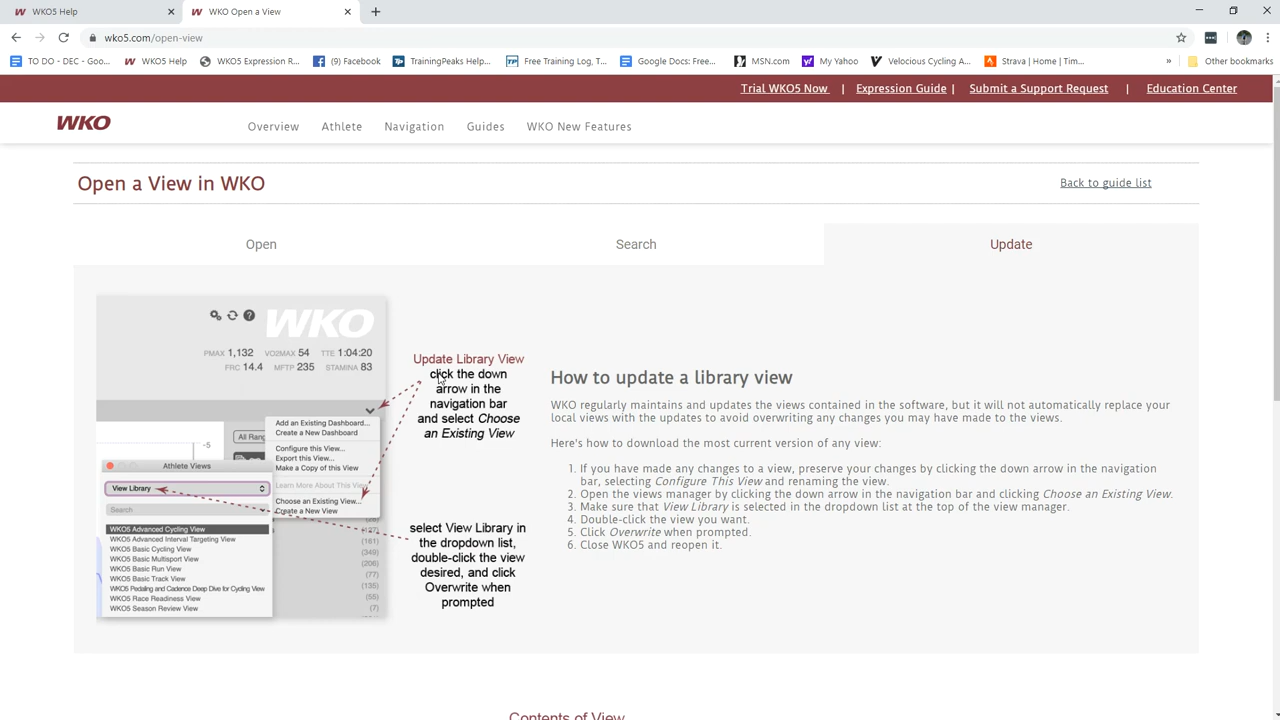 WKO5 Help
WKO Open a View
wko5.com/open-view
TO DO - DEC - Goo...
WKO5 Help
WKO5 Expression R...
(9) Facebook
TrainingPeaks Help...
Free Training Log, T...
Google Docs: Free...
MSN.com
My Yahoo
Velocious Cycling A...
Strava | Home | Tim...
»
Other bookmarks
Trial WKO5 Now | Expression Guide | Submit a Support Request | Education Center
WKO
Overview Athlete Navigation Guides WKO New Features
Open a View in WKO
Back to guide list
Open
Search
Update
WKO
PMAX 1,132 VO2MAX 54 TTE 1:04:20
FRC 14.4 MFTP 235 STAMINA 83
Add an Existing Dashboard...
Create a New Dashboard
Configure this View...
Export this View...
Make a Copy of this View
Learn More About This View
Choose an Existing View...
Create a New View
-5
All Rang
Athlete Views
View Library
Search
WKO5 Advanced Cycling View
WKO5 Advanced Interval Targeting View
WKO5 Basic Cycling View
WKO5 Basic Multisport View
WKO5 Basic Run View
WKO5 Basic Track View
WKO5 Pedaling and Cadence Deep Dive for Cycling View
WKO5 Race Readiness View
WKO5 Season Review View
(161)
(349)
(206)
(77)
(135)
(55)
(7)
Update Library View
click the down
arrow in the
navigation bar
and select Choose
an Existing View
select View Library in
the dropdown list,
double-click the view
desired, and click
Overwrite when
prompted
How to update a library view
WKO regularly maintains and updates the views contained in the software, but it will not automatically replace your
local views with the updates to avoid overwriting any changes you may have made to the views.
Here's how to download the most current version of any view:
1. If you have made any changes to a view, preserve your changes by clicking the down arrow in the navigation
bar, selecting Configure This View and renaming the view.
2. Open the views manager by clicking the down arrow in the navigation bar and clicking Choose an Existing View.
3. Make sure that View Library is selected in the dropdown list at the top of the view manager.
4. Double-click the view you want.
5. Click Overwrite when prompted.
6. Close WKO5 and reopen it.
Contents of View